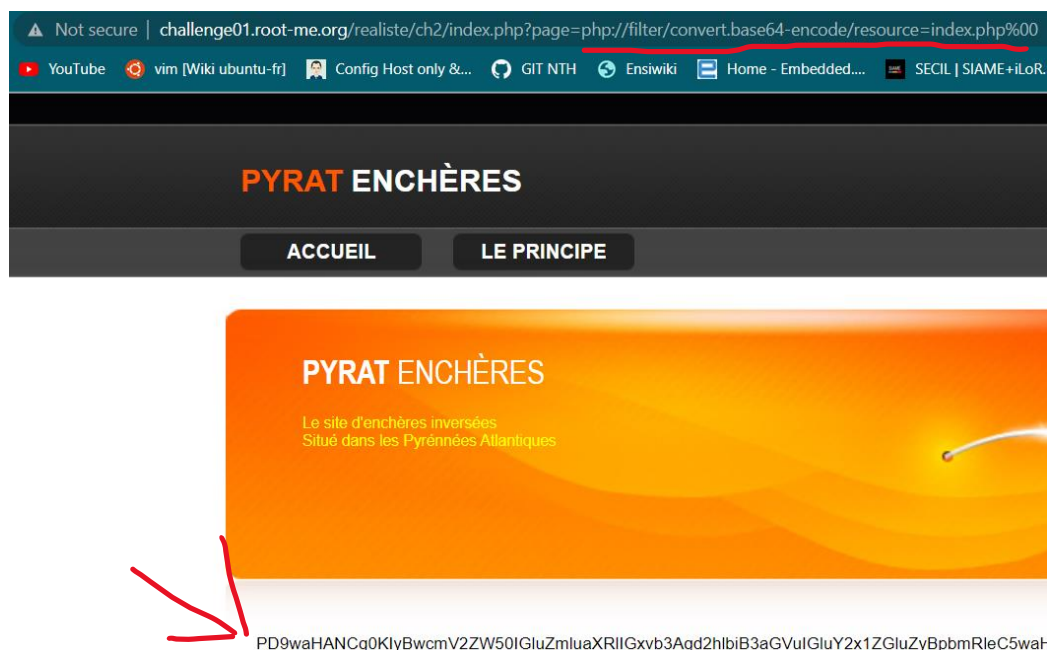 Not secure | challenge01.root-me.org/realiste/ch2/index.php?page=php://filter/convert.base64-encode/resource=index.php%00
YouTube vim [Wiki ubuntu-fr] Config Host only &... GIT NTH Ensiwiki Home - Embedded.... SECIL | SIAME+iLoR.
PYRAT ENCHÈRES
ACCUEIL LE PRINCIPE
PYRAT ENCHÈRES
Le site d'enchères inversées
Situé dans les Pyrénnées Atlantiques
PD9waHANCg0KIyBwcmV2ZW50IGluZmluaXRlIGxvb3Agd2hlbiB3aGVuIGluY2x1ZGluZyBpbmRleC5waH